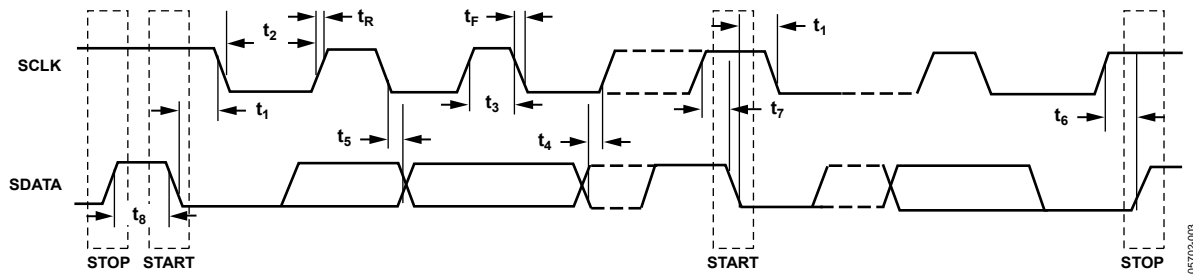 t2
tR
tF
t1
SCLK
t1
t3
t7
t6
t5
t4
SDATA
t8
STOP
START
START
STOP
05702-003